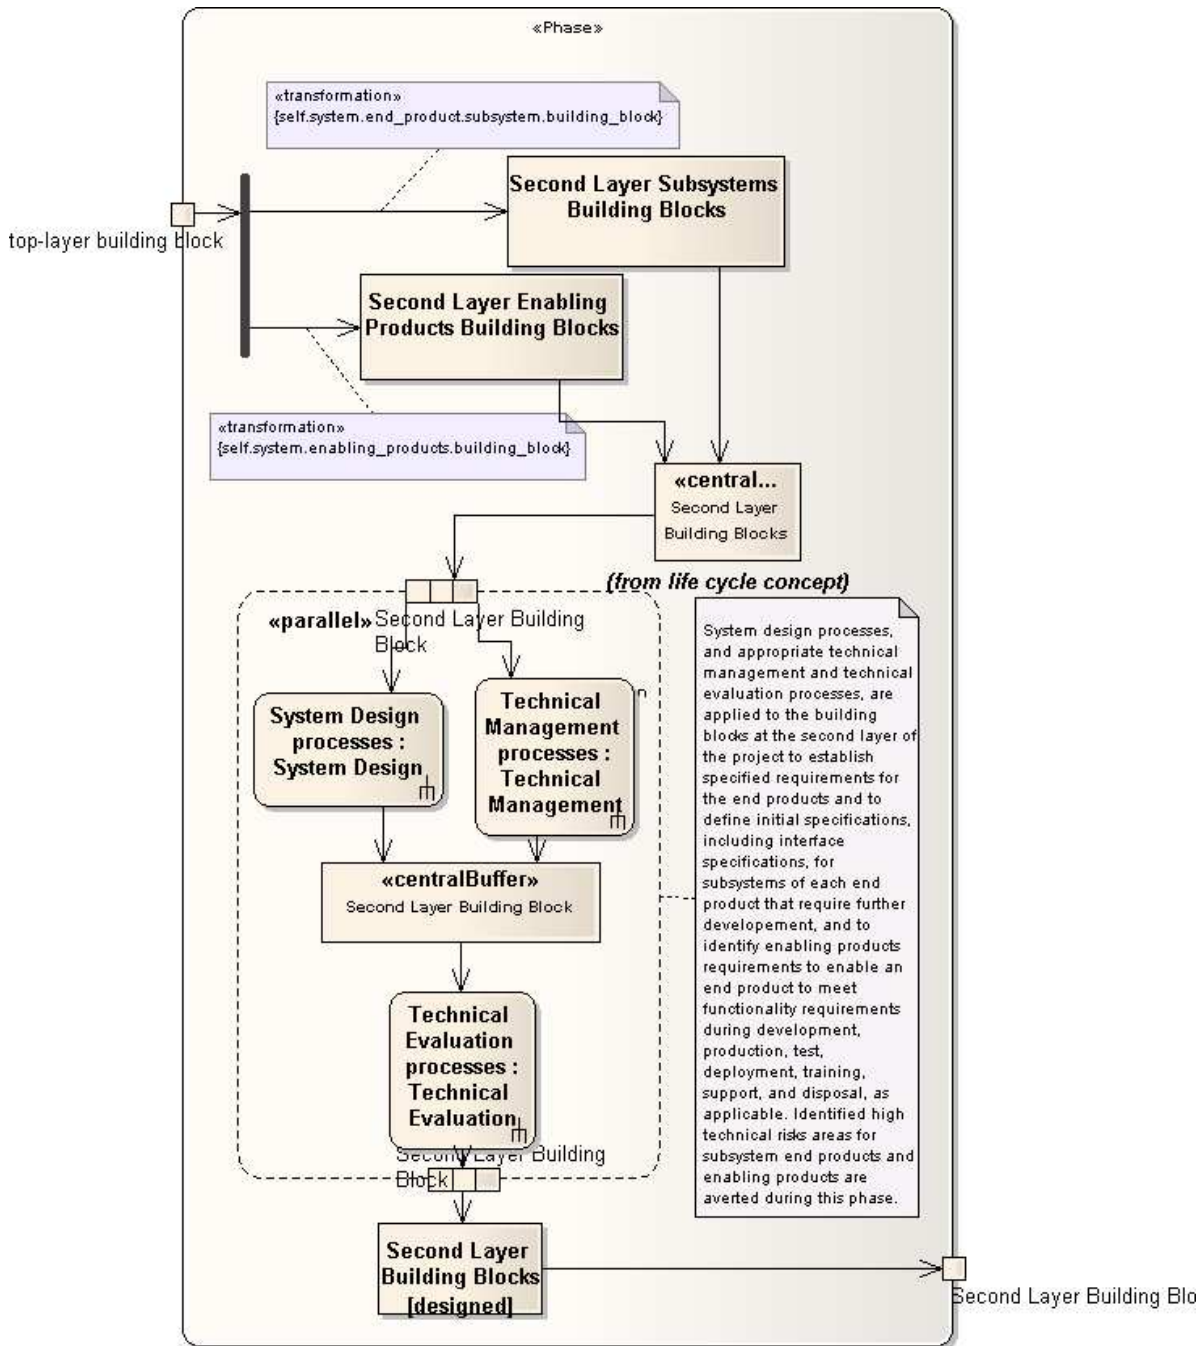 «Phase»
«transformation»
{self.system.end_product.subsystem.building_block}
Second Layer Subsystems
Building Blocks
top-layer building block
Second Layer Enabling
Products Building Blocks
«transformation»
{self.system.enabling_products.building_block}
«central...
Second Layer
Building Blocks
(from life cycle concept)
«parallel»
Second Layer Building
Block
System Design
processes :
System Design
Technical
Management
processes :
Technical
Management
n
«centralBuffer»
Second Layer Building Block
Technical
Evaluation
processes :
Technical
Evaluation
Second Layer Building
Block
System design processes,
and appropriate technical
management and technical
evaluation processes, are
applied to the building
blocks at the second layer of
the project to establish
specified requirements for
the end products and to
define initial specifications,
including interface
specifications, for
subsystems of each end
product that require further
developement, and to
identify enabling products
requirements to enable an
end product to meet
functionality requirements
during development,
production, test,
deployment, training,
support, and disposal, as
applicable. Identified high
technical risks areas for
subsystem end products and
enabling products are
averted during this phase.
Second Layer
Building Blocks
[designed]
Second Layer Building Blo